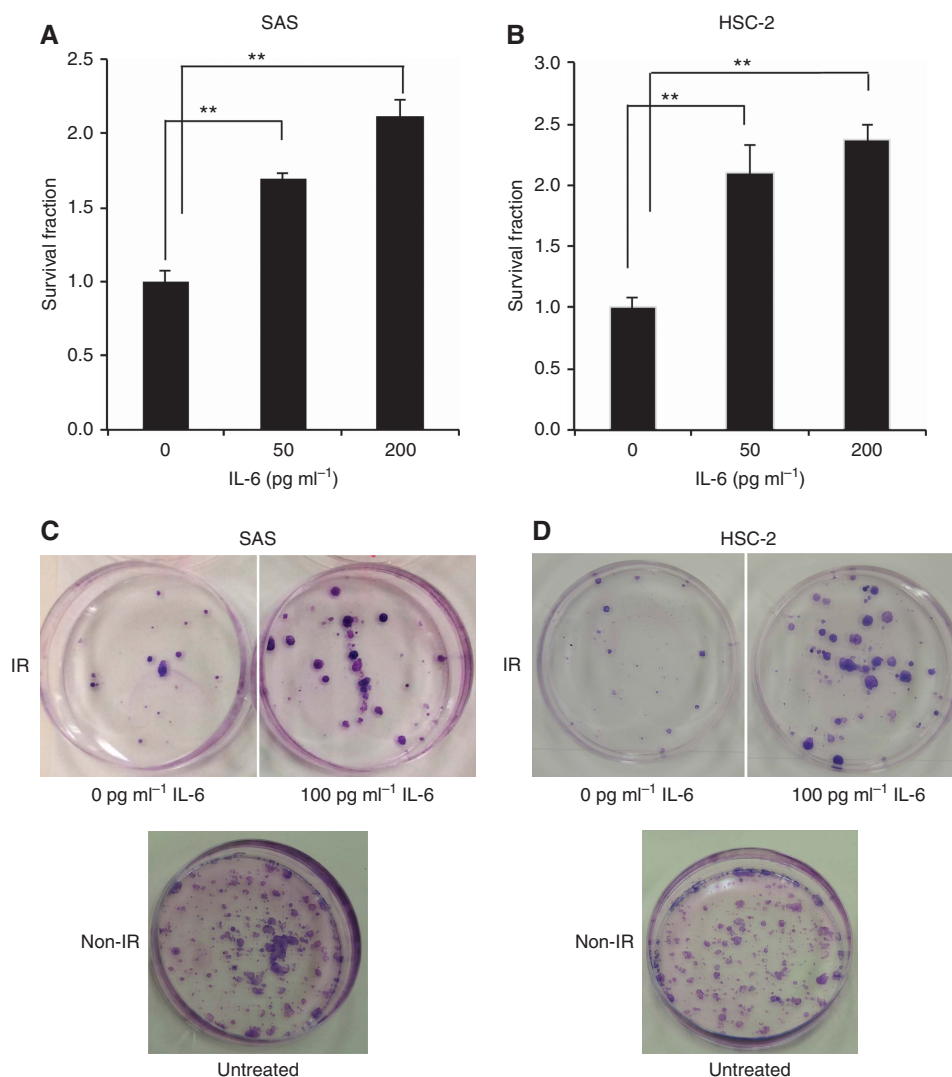 A
SAS
2.5
2.0
1.5
1.0
0.5
0.0
Survival fraction
**
**
0
50
200
IL-6 (pg ml⁻¹)
B
HSC-2
3.0
2.5
2.0
1.5
1.0
0.5
0.0
Survival fraction
**
**
0
50
200
IL-6 (pg ml⁻¹)
C
SAS
IR
0 pg ml⁻¹ IL-6
100 pg ml⁻¹ IL-6
Non-IR
Untreated
D
HSC-2
IR
0 pg ml⁻¹ IL-6
100 pg ml⁻¹ IL-6
Non-IR
Untreated